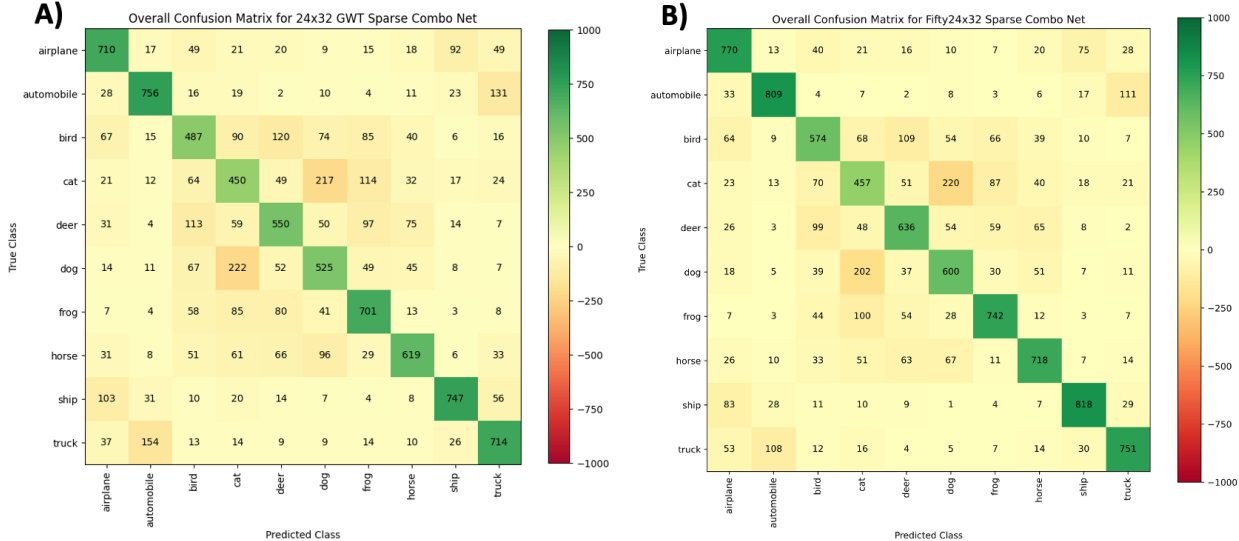 A)
Overall Confusion Matrix for 24x32 GWT Sparse Combo Net
True Class
airplane 710 17 49 21 20 9 15 18 92 49
automobile 28 756 16 19 2 10 4 11 23 131
bird 67 15 487 90 120 74 85 40 6 16
cat 21 12 64 450 49 217 114 32 17 24
deer 31 4 113 59 550 50 97 75 14 7
dog 14 11 67 222 52 525 49 45 8 7
frog 7 4 58 85 80 41 701 13 3 8
horse 31 8 51 61 66 96 29 619 6 33
ship 103 31 10 20 14 7 4 8 747 56
truck 37 154 13 14 9 9 14 10 26 714
airplane automobile bird cat deer dog frog horse ship truck
Predicted Class
1000
750
500
250
0
−250
−500
−750
−1000
B)
Overall Confusion Matrix for Fifty24x32 Sparse Combo Net
True Class
airplane 770 13 40 21 16 10 7 20 75 28
automobile 33 809 4 7 2 8 3 6 17 111
bird 64 9 574 68 109 54 66 39 10 7
cat 23 13 70 457 51 220 87 40 18 21
deer 26 3 99 48 636 54 59 65 8 2
dog 18 5 39 202 37 600 30 51 7 11
frog 7 3 44 100 54 28 742 12 3 7
horse 26 10 33 51 63 67 11 718 7 14
ship 83 28 11 10 9 1 4 7 818 29
truck 53 108 12 16 4 5 7 14 30 751
airplane automobile bird cat deer dog frog horse ship truck
Predicted Class
1000
750
500
250
0
−250
−500
−750
−1000